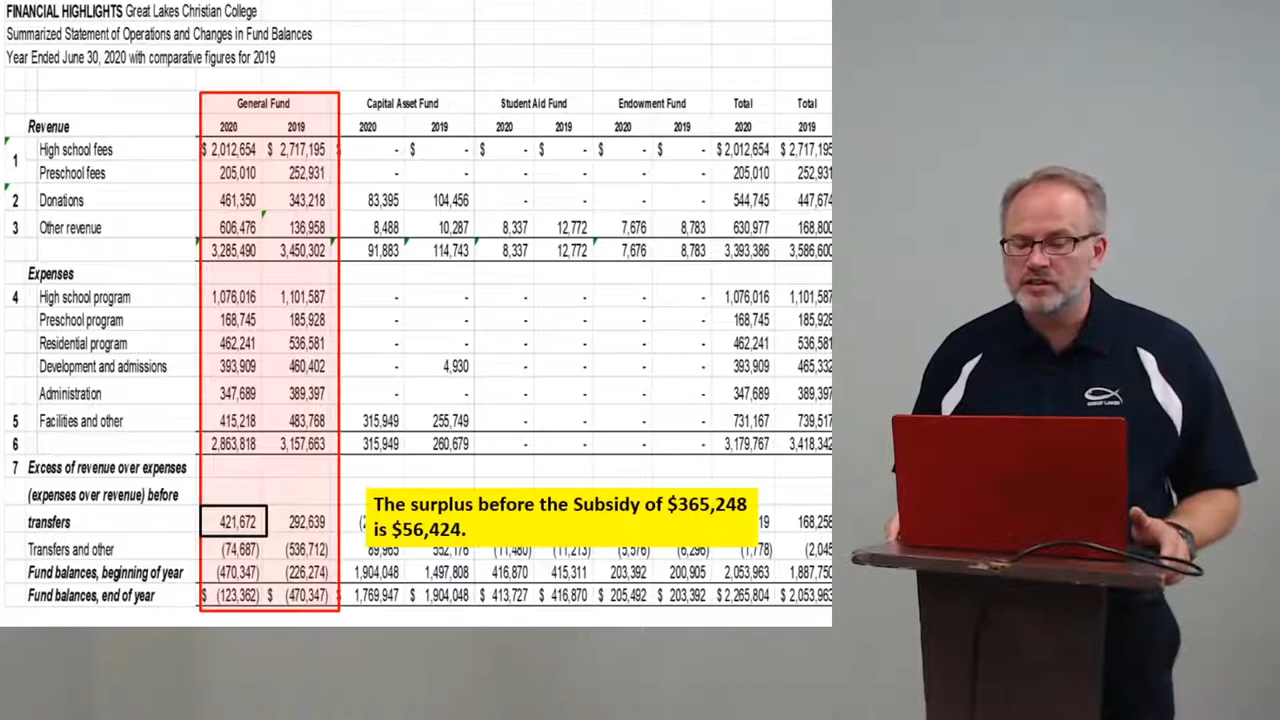 FINANCIAL HIGHLIGHTS Great Lakes Christian College
Summarized Statement of Operations and Changes in Fund Balances
Year Ended June 30, 2020 with comparative figures for 2019
General Fund Capital Asset Fund Student Aid Fund Endowment Fund Total Total
Revenue 2020 2019 2020 2019 2020 2019 2020 2019 2020 2019
1 High school fees $ 2,012,654 $ 2,717,195 $ - $ - $ - $ - $ - $ - $ 2,012,654 $ 2,717,195
Preschool fees 205,010 252,931 - - - - - - 205,010 252,931
2 Donations 461,350 343,218 83,395 104,456 - - - - 544,745 447,674
3 Other revenue 606,476 136,958 8,488 10,287 8,337 12,772 7,676 8,783 630,977 168,800
3,285,490 3,450,302 91,883 114,743 8,337 12,772 7,676 8,783 3,393,386 3,586,600
Expenses
4 High school program 1,076,016 1,101,587 - - - - - - 1,076,016 1,101,587
Preschool program 168,745 185,928 - - - - - - 168,745 185,928
Residential program 462,241 536,581 - - - - - - 462,241 536,581
Development and admissions 393,909 460,402 - 4,930 - - - - 393,909 465,332
Administration 347,689 389,397 - - - - - - 347,689 389,397
5 Facilities and other 415,218 483,768 315,949 255,749 - - - - 731,167 739,517
6 2,863,818 3,157,663 315,949 260,679 - - - - 3,179,767 3,418,342
7 Excess of revenue over expenses
(expenses over revenue) before
transfers 421,672 292,639 168,258
The surplus before the Subsidy of $365,248
is $56,424.
Transfers and other (74,687) (536,712) 89,965 552,176 (11,480) (11,213) (5,576) (6,296) (1,778) (2,045
Fund balances, beginning of year (470,347) (226,274) 1,904,048 1,497,808 416,870 415,311 203,392 200,905 2,053,963 1,887,750
Fund balances, end of year $ (123,362) $ (470,347) $ 1,769,947 $ 1,904,048 $ 413,727 $ 416,870 $ 205,492 $ 203,392 $ 2,265,804 $ 2,053,963
GREAT LAKES